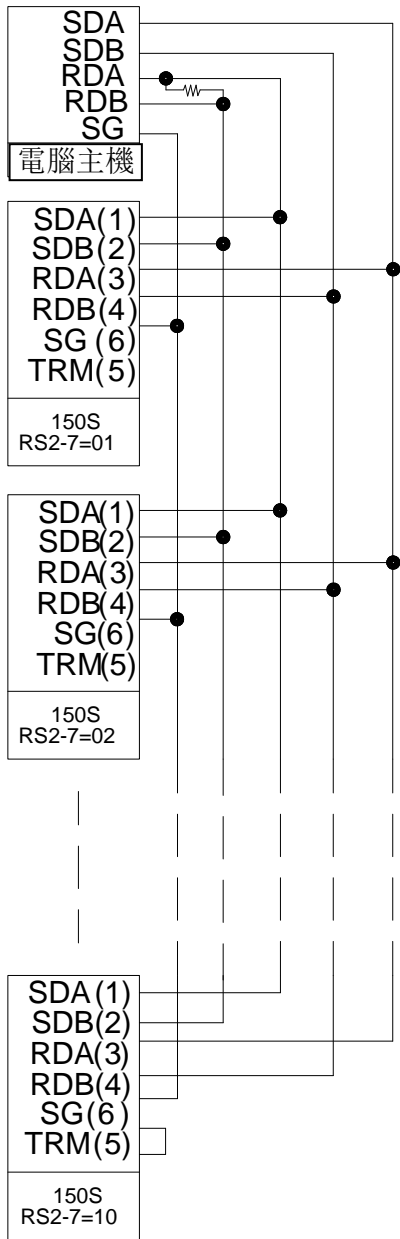 SDA
SDB
RDA
RDB
SG
電腦主機
SDA(1)
SDB(2)
RDA(3)
RDB(4)
SG (6)
TRM(5)
150S
RS2-7=01
SDA(1)
SDB(2)
RDA(3)
RDB(4)
SG(6)
TRM(5)
150S
RS2-7=02
SDA(1)
SDB(2)
RDA(3)
RDB(4)
SG(6)
TRM(5)
150S
RS2-7=10